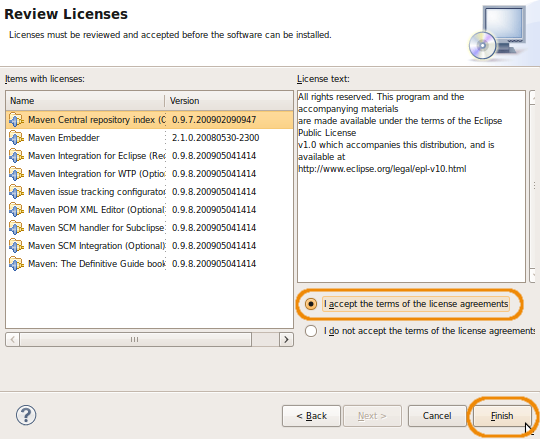 Review Licenses
Licenses must be reviewed and accepted before the software can be installed.
Items with licenses:
Name Version
Maven Central repository index (C 0.9.7.200902090947
Maven Embedder 2.1.0.20080530-2300
Maven Integration for Eclipse (Rec 0.9.8.200905041414
Maven Integration for WTP (Optio 0.9.8.200905041414
Maven issue tracking configurator 0.9.8.200905041414
Maven POM XML Editor (Optional) 0.9.8.200905041414
Maven SCM handler for Subclipse 0.9.8.200905041414
Maven SCM Integration (Optional) 0.9.8.200905041414
Maven: The Definitive Guide book 0.9.8.200905041414
License text:
All rights reserved. This program and the
accompanying materials
are made available under the terms of the Eclipse
Public License
v1.0 which accompanies this distribution, and is
available at
http://www.eclipse.org/legal/epl-v10.html
I accept the terms of the license agreements
I do not accept the terms of the license agreements
?
< Back
Next >
Cancel
Finish